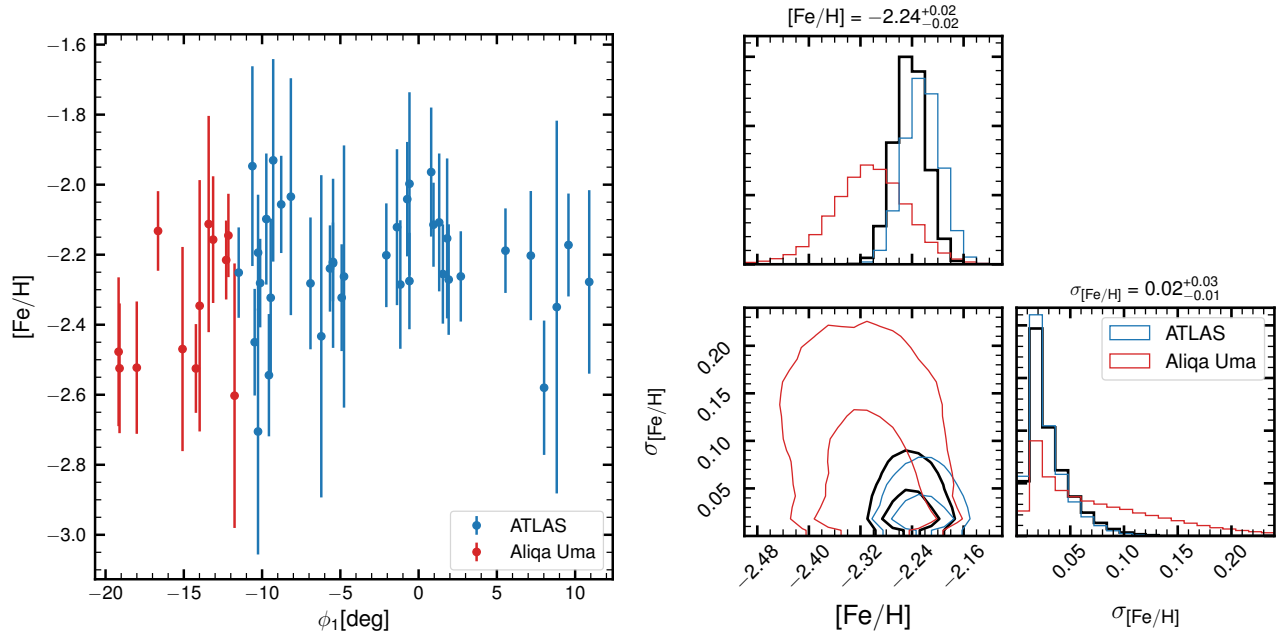 [Fe/H]
−1.6
−1.8
−2.0
−2.2
−2.4
−2.6
−2.8
−3.0
−20
−15
−10
−5
0
5
10
ϕ₁[deg]
ATLAS
Aliqa Uma
[Fe/H] = −2.24 +0.02 −0.02
σ[Fe/H]
0.20
0.15
0.10
0.05
−2.48
−2.40
−2.32
−2.24
−2.16
[Fe/H]
σ[Fe/H] = 0.02 +0.03 −0.01
ATLAS
Aliqa Uma
0.05
0.10
0.15
0.20
σ[Fe/H]